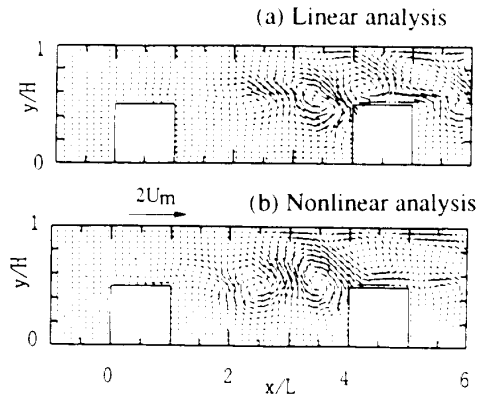 (a) Linear analysis
1
y/H
0
2Um
(b) Nonlinear analysis
1
y/H
0
0 2 4 6
x/L